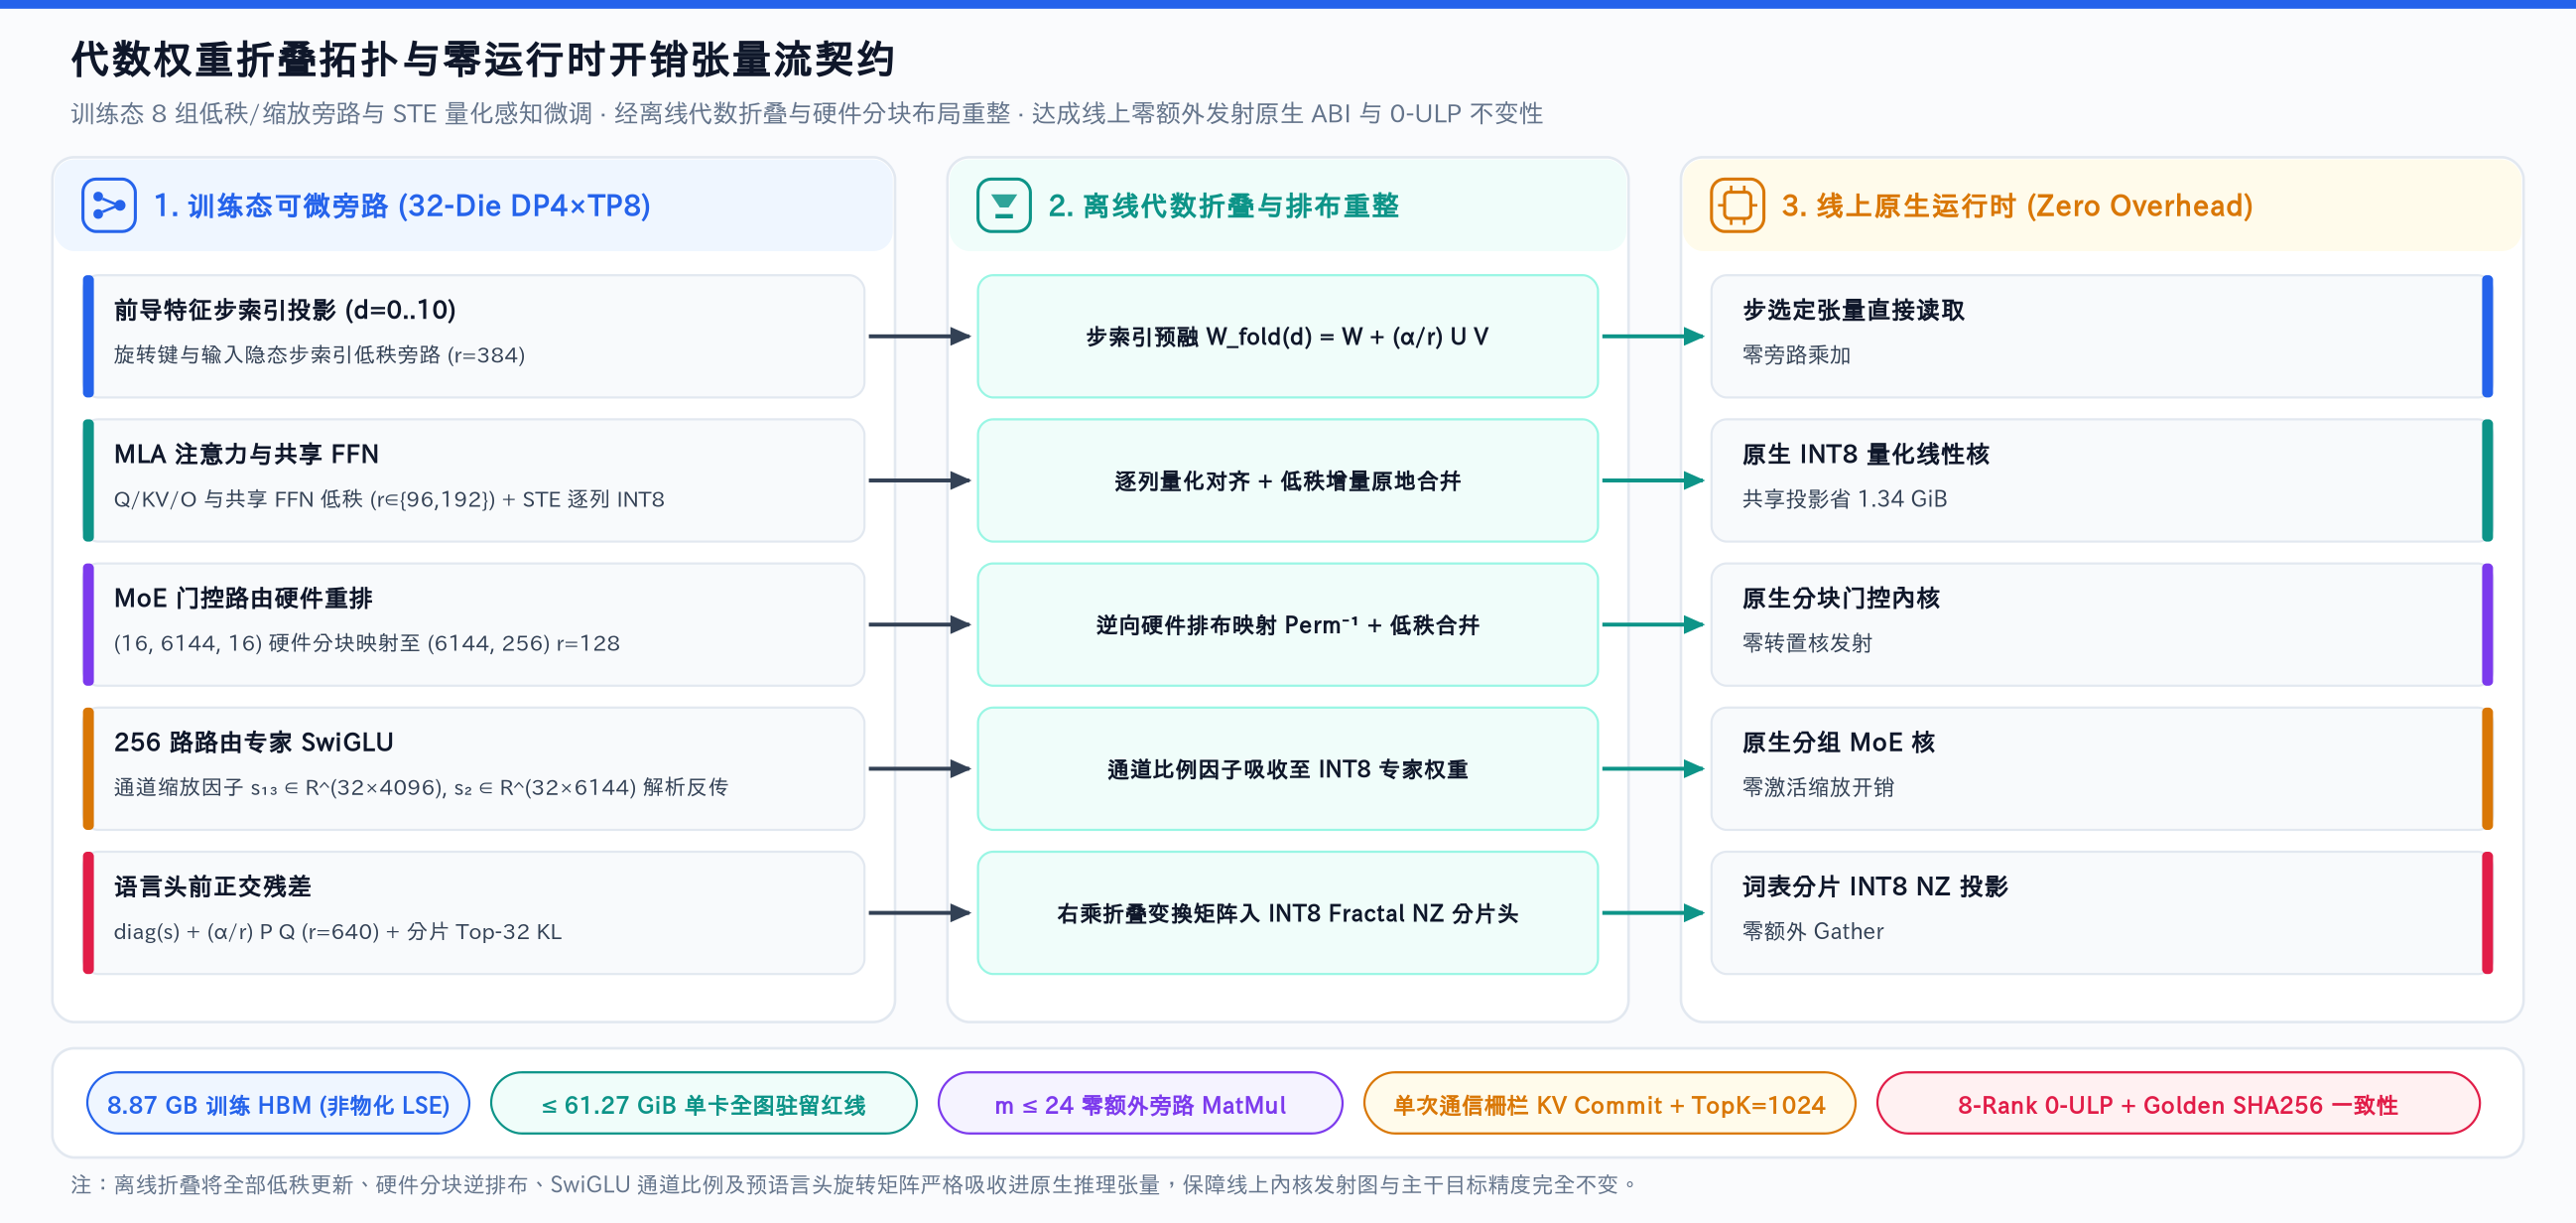 代数权重折叠拓扑与零运行时开销张量流契约
训练态 8 组低秩/缩放旁路与 STE 量化感知微调 · 经离线代数折叠与硬件分块布局重整 · 达成线上零额外发射原生 ABI 与 0-ULP 不变性
1. 训练态可微旁路 (32-Die DP4×TP8)
前导特征步索引投影 (d=0..10)
旋转键与输入隐态步索引低秩旁路 (r=384)
MLA 注意力与共享 FFN
Q/KV/O 与共享 FFN 低秩 (r∈{96,192}) + STE 逐列 INT8
MoE 门控路由硬件重排
(16, 6144, 16) 硬件分块映射至 (6144, 256) r=128
256 路路由专家 SwiGLU
通道缩放因子 s₁₃ ∈ R^(32×4096), s₂ ∈ R^(32×6144) 解析反传
语言头前正交残差
diag(s) + (α/r) P Q (r=640) + 分片 Top-32 KL
2. 离线代数折叠与排布重整
步索引预融 W_fold(d) = W + (α/r) U V
逐列量化对齐 + 低秩增量原地合并
逆向硬件排布映射 Perm⁻¹ + 低秩合并
通道比例因子吸收至 INT8 专家权重
右乘折叠变换矩阵入 INT8 Fractal NZ 分片头
3. 线上原生运行时 (Zero Overhead)
步选定张量直接读取
零旁路乘加
原生 INT8 量化线性核
共享投影省 1.34 GiB
原生分块门控内核
零转置核发射
原生分组 MoE 核
零激活缩放开销
词表分片 INT8 NZ 投影
零额外 Gather
8.87 GB 训练 HBM (非物化 LSE)
≤ 61.27 GiB 单卡全图驻留红线
m ≤ 24 零额外旁路 MatMul
单次通信栅栏 KV Commit + TopK=1024
8-Rank 0-ULP + Golden SHA256 一致性
注：离线折叠将全部低秩更新、硬件分块逆排布、SwiGLU 通道比例及预语言头旋转矩阵严格吸收进原生推理张量，保障线上内核发射图与主干目标精度完全不变。